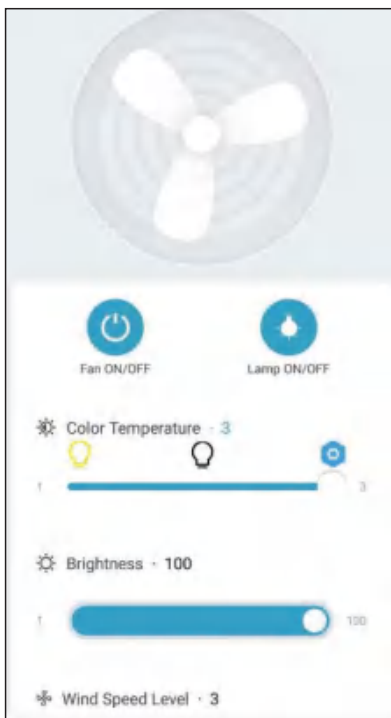 Fan ON/OFF Lamp ON/OFF
Color Temperature · 3
1 3
Brightness · 100
1 100
Wind Speed Level · 3